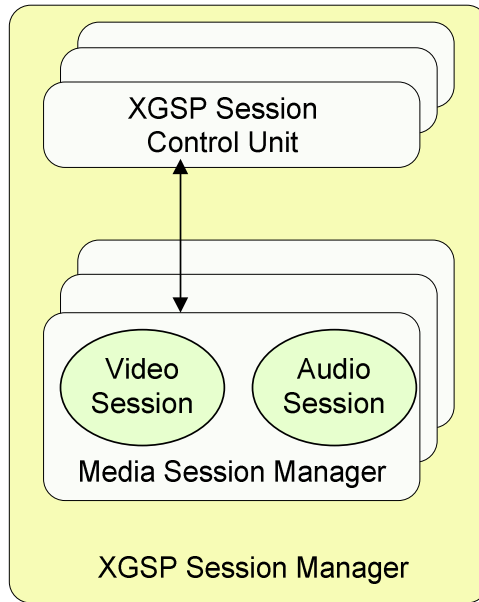 XGSP Session
Control Unit
Video
Session
Audio
Session
Media Session Manager
XGSP Session Manager